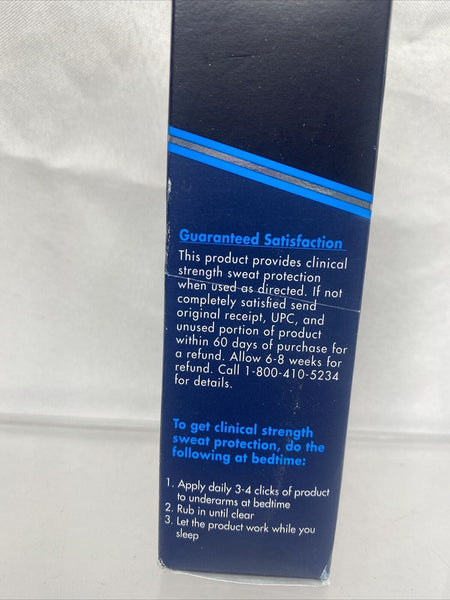 Guaranteed Satisfaction
This product provides clinical
strength sweat protection
when used as directed. If not
completely satisfied send
original receipt, UPC, and
unused portion of product
within 60 days of purchase for
a refund. Allow 6-8 weeks for
refund. Call 1-800-410-5234
for details.
To get clinical strength
sweat protection, do the
following at bedtime:
1. Apply daily 3-4 clicks of product
to underarms at bedtime
2. Rub in until clear
3. Let the product work while you
sleep